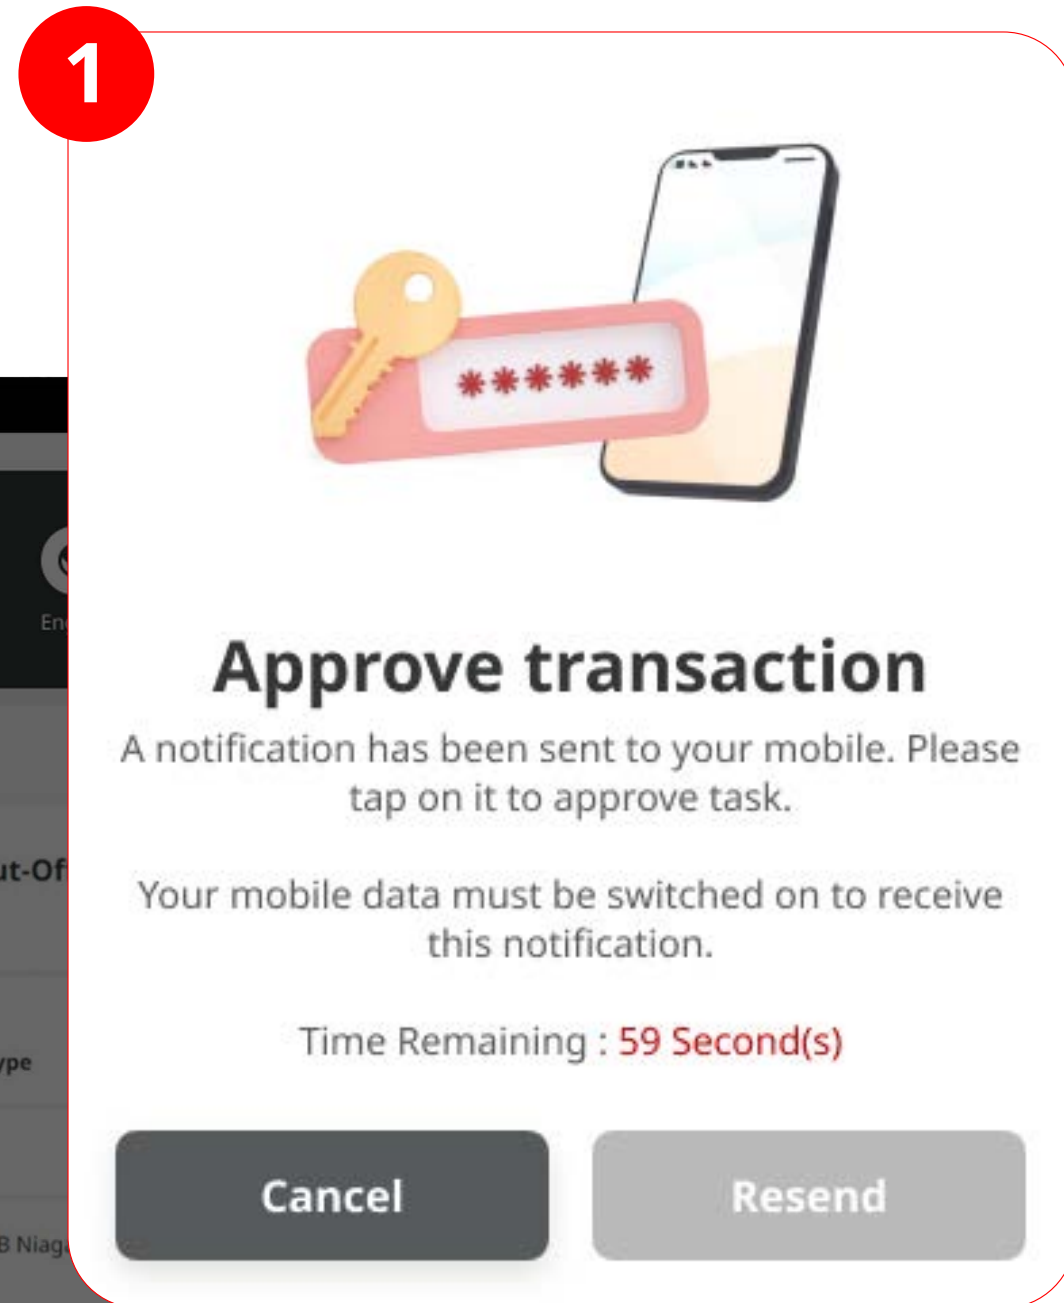 1
******
Approve transaction
A notification has been sent to your mobile. Please
tap on it to approve task.
Your mobile data must be switched on to receive
this notification.
Time Remaining : 59 Second(s)
Cancel
Resend